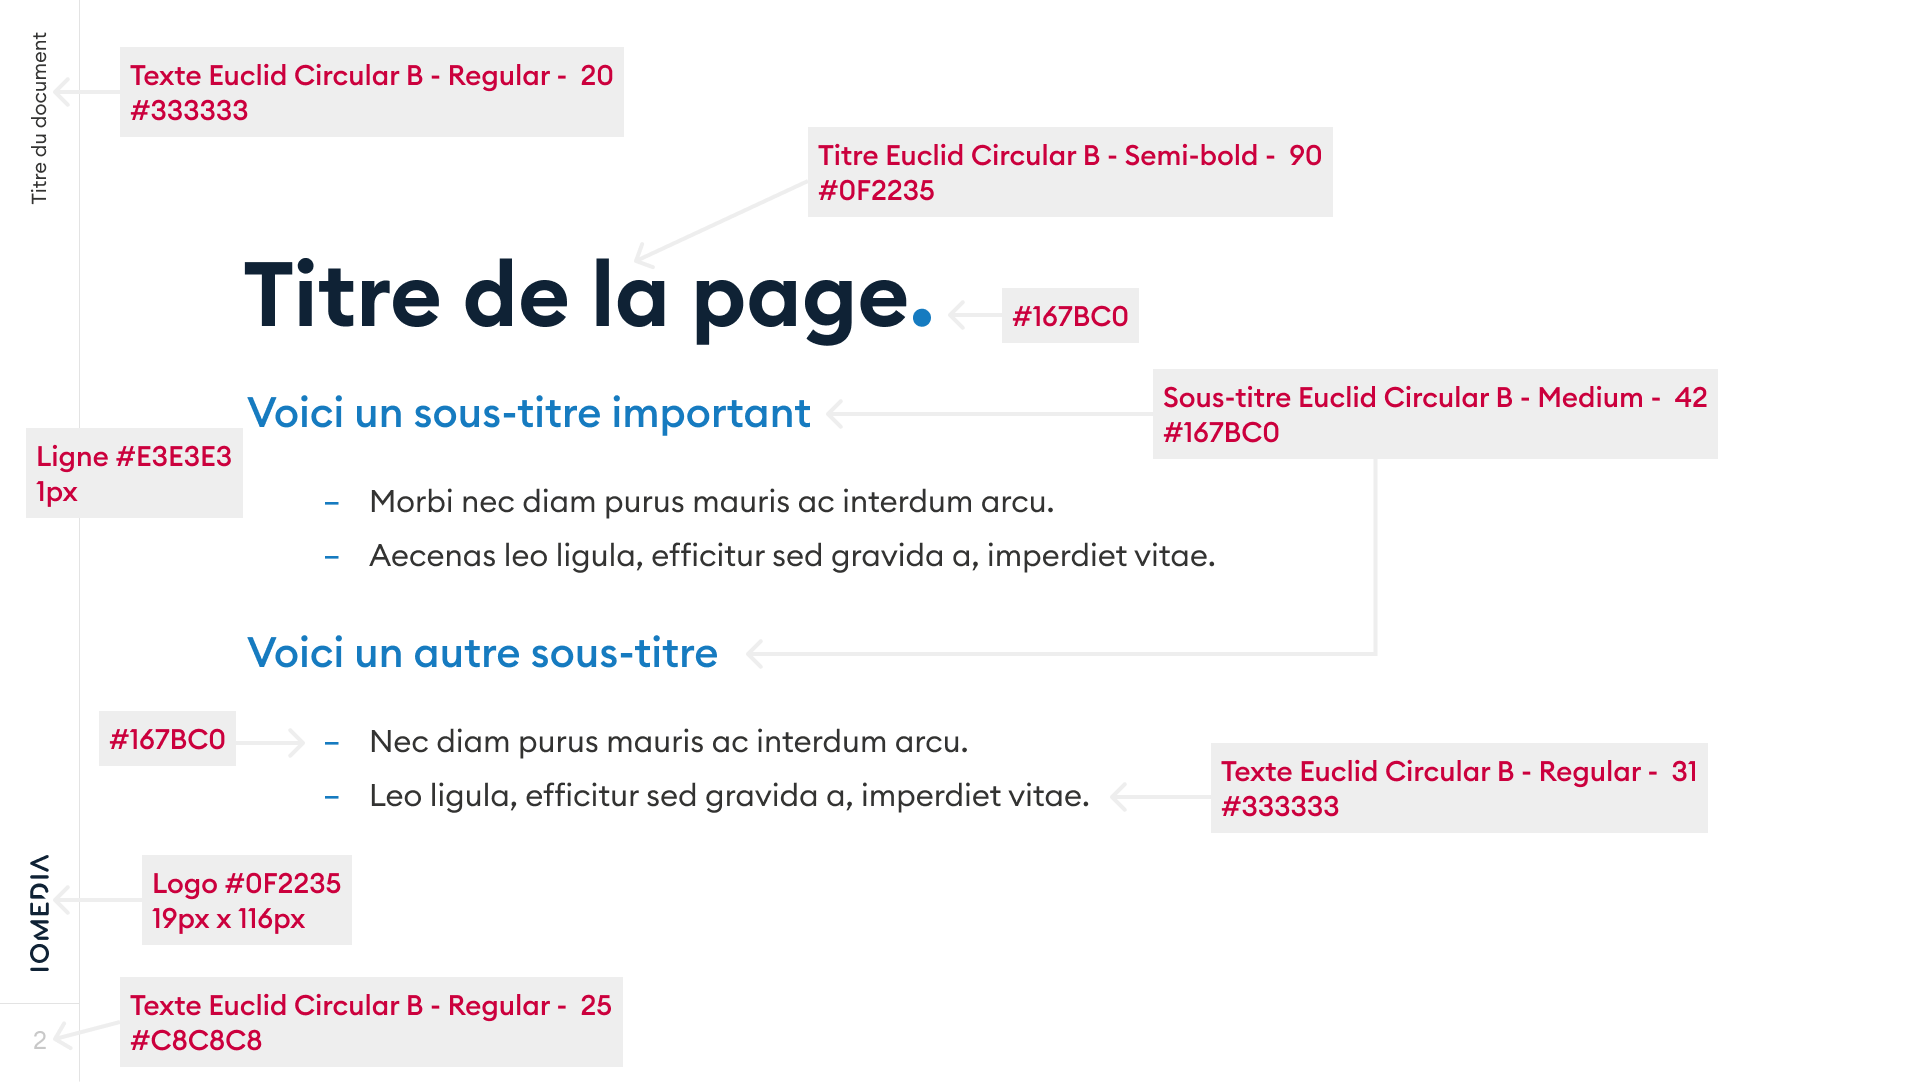 Titre du document
Texte Euclid Circular B - Regular -  20
#333333
Titre Euclid Circular B - Semi-bold -  90
#0F2235
Titre de la page.
#167BC0
Voici un sous-titre important
Sous-titre Euclid Circular B - Medium -  42
#167BC0
Ligne #E3E3E3
1px
– Morbi nec diam purus mauris ac interdum arcu.
– Aecenas leo ligula, efficitur sed gravida a, imperdiet vitae.
Voici un autre sous-titre
#167BC0
– Nec diam purus mauris ac interdum arcu.
– Leo ligula, efficitur sed gravida a, imperdiet vitae.
Texte Euclid Circular B - Regular -  31
#333333
IOMEDIA
Logo #0F2235
19px x 116px
Texte Euclid Circular B - Regular -  25
#C8C8C8
2